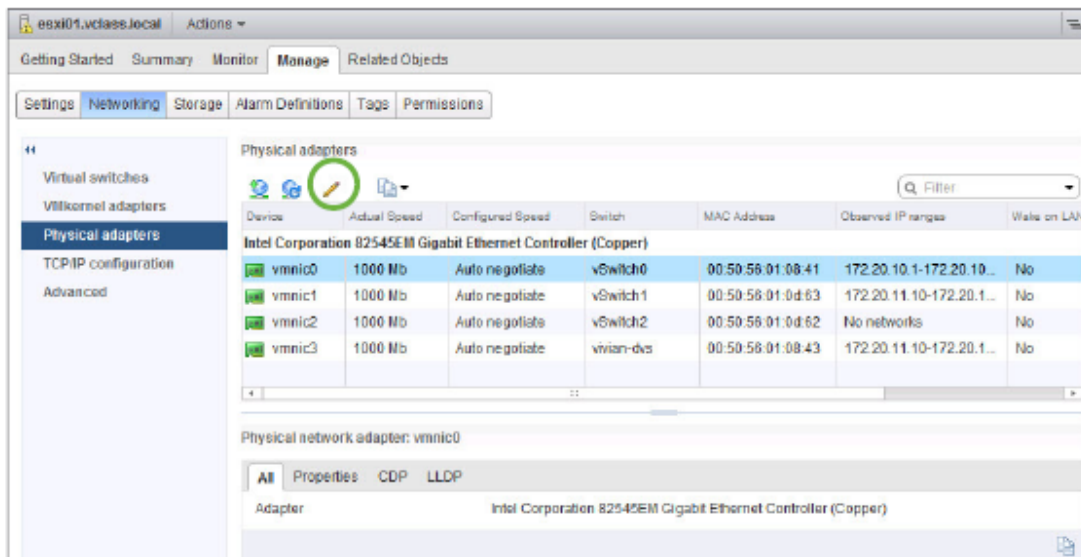 esxi01.vclass.local Actions
Getting Started Summary Monitor Manage Related Objects
Settings Networking Storage Alarm Definitions Tags Permissions
Physical adapters
Virtual switches
VMkernel adapters
Physical adapters
TCP/IP configuration
Advanced
Filter
Device Actual Speed Configured Speed Switch MAC Address Observed IP ranges Wake on LAN
Intel Corporation 82545EM Gigabit Ethernet Controller (Copper)
vmnic0 1000 Mb Auto negotiate vSwitch0 00:50:56:01:08:41 172.20.10.1-172.20.10... No
vmnic1 1000 Mb Auto negotiate vSwitch1 00:50:56:01:0d:63 172.20.11.10-172.20.1... No
vmnic2 1000 Mb Auto negotiate vSwitch2 00:50:56:01:0d:62 No networks No
vmnic3 1000 Mb Auto negotiate vivian-dvs 00:50:56:01:08:43 172.20.11.10-172.20.1... No
Physical network adapter: vmnic0
All Properties CDP LLDP
Adapter Intel Corporation 82545EM Gigabit Ethernet Controller (Copper)